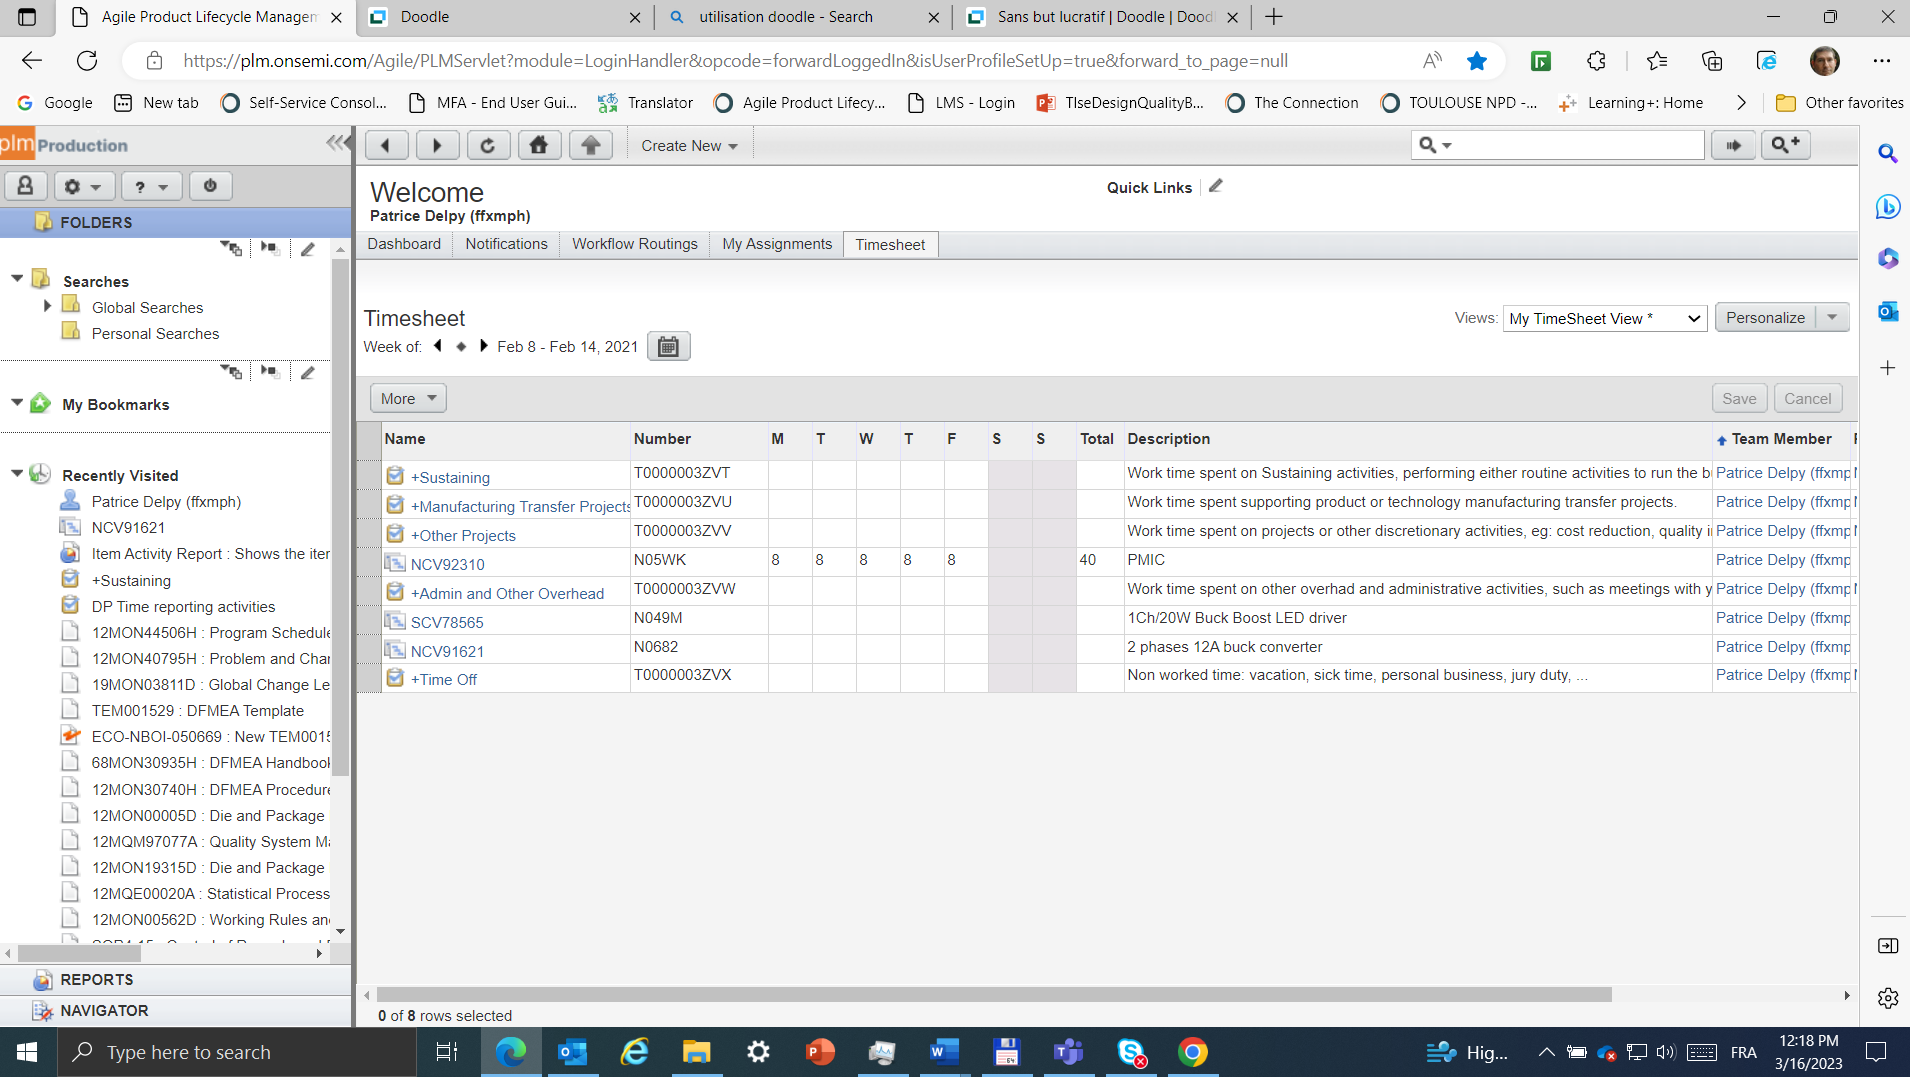 Agile Product Lifecycle Managem
Doodle
utilisation doodle - Search
Sans but lucratif | Doodle | Dood
https://plm.onsemi.com/Agile/PLMServlet?module=LoginHandler&opcode=forwardLoggedIn&isUserProfileSetUp=true&forward_to_page=null
Google
New tab
Self-Service Consol...
MFA - End User Gui...
Translator
Agile Product Lifecy...
LMS - Login
TlseDesignQualityB...
The Connection
TOULOUSE NPD -...
Learning+: Home
Other favorites
plm Production
Create New
FOLDERS
Searches
Global Searches
Personal Searches
My Bookmarks
Recently Visited
Patrice Delpy (ffxmph)
NCV91621
Item Activity Report : Shows the iter
+Sustaining
DP Time reporting activities
12MON44506H : Program Schedule
12MON40795H : Problem and Char
19MON03811D : Global Change Le
TEM001529 : DFMEA Template
ECO-NBOI-050669 : New TEM0015
68MON30935H : DFMEA Handbook
12MON30740H : DFMEA Procedure
12MON00005D : Die and Package
12MQM97077A : Quality System Ma
12MON19315D : Die and Package
12MQE00020A : Statistical Process
12MON00562D : Working Rules and
REPORTS
NAVIGATOR
Welcome
Patrice Delpy (ffxmph)
Quick Links
Dashboard
Notifications
Workflow Routings
My Assignments
Timesheet
Timesheet
Views: My TimeSheet View *
Personalize
Week of: Feb 8 - Feb 14, 2021
More
Save
Cancel
Name Number M T W T F S S Total Description Team Member
+Sustaining T0000003ZVT Work time spent on Sustaining activities, performing either routine activities to run the bu Patrice Delpy (ffxmp
+Manufacturing Transfer Projects T0000003ZVU Work time spent supporting product or technology manufacturing transfer projects. Patrice Delpy (ffxmp
+Other Projects T0000003ZVV Work time spent on projects or other discretionary activities, eg: cost reduction, quality i Patrice Delpy (ffxmp
NCV92310 N05WK 8 8 8 8 8 40 PMIC Patrice Delpy (ffxmp
+Admin and Other Overhead T0000003ZVW Work time spent on other overhad and administrative activities, such as meetings with y Patrice Delpy (ffxmp
SCV78565 N049M 1Ch/20W Buck Boost LED driver Patrice Delpy (ffxmp
NCV91621 N0682 2 phases 12A buck converter Patrice Delpy (ffxmp
+Time Off T0000003ZVX Non worked time: vacation, sick time, personal business, jury duty, ... Patrice Delpy (ffxmp
0 of 8 rows selected
Type here to search
Hig...
FRA
12:18 PM
3/16/2023